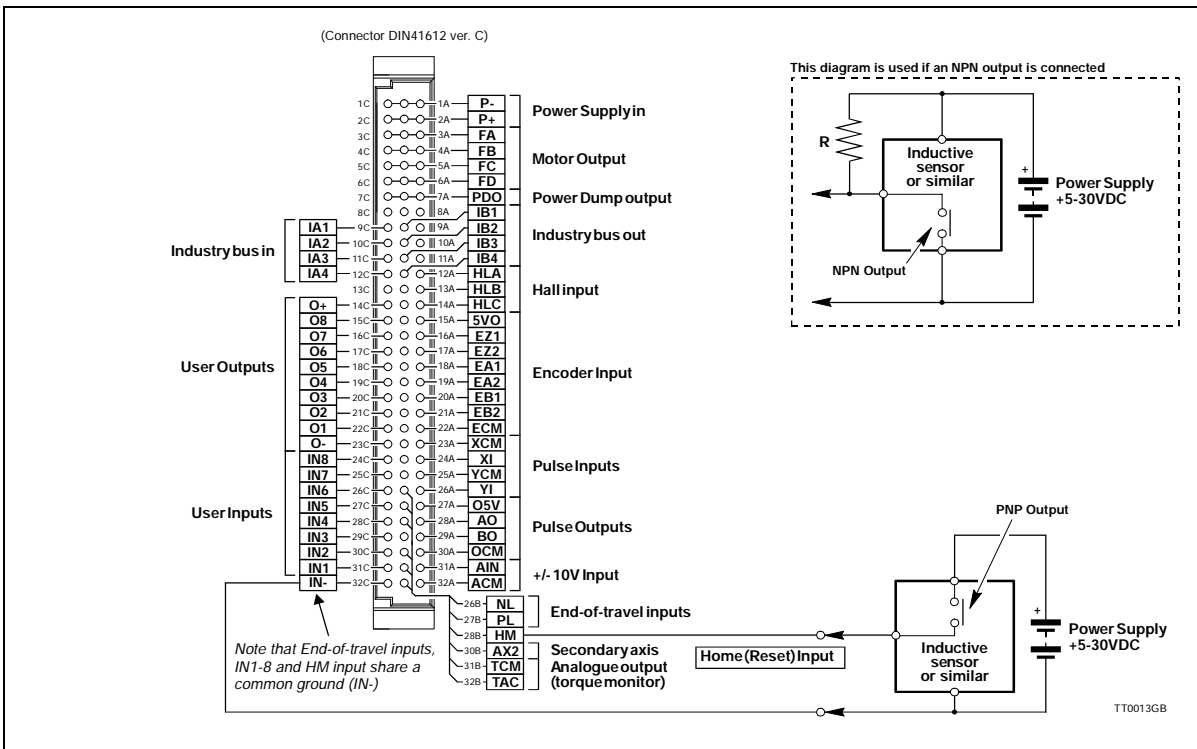 (Connector DIN41612 ver. C)
1C 1A P-
2C 2A P+
3C 3A FA
4C 4A FB
5C 5A FC
6C 6A FD
7C 7A PDO
8C 8A IB1
IA1 9C 9A IB2
IA2 10C 10A IB3
IA3 11C 11A IB4
IA4 12C 12A HLA
13C 13A HLB
O+ 14C 14A HLC
O8 15C 15A 5VO
O7 16C 16A EZ1
O6 17C 17A EZ2
O5 18C 18A EA1
O4 19C 19A EA2
O3 20C 20A EB1
O2 21C 21A EB2
O1 22C 22A ECM
O- 23C 23A XCM
IN8 24C 24A XI
IN7 25C 25A YCM
IN6 26C 26A YI
IN5 27C 27A O5V
IN4 28C 28A AO
IN3 29C 29A BO
IN2 30C 30A OCM
IN1 31C 31A AIN
IN- 32C 32A ACM
26B NL
27B PL
28B HM
30B AX2
31B TCM
32B TAC
Industry bus in
User Outputs
User Inputs
Power Supply in
Motor Output
Power Dump output
Industry bus out
Hall input
Encoder Input
Pulse Inputs
Pulse Outputs
+/- 10V Input
End-of-travel inputs
Secondary axis
Analogue output
(torque monitor)
Note that End-of-travel inputs,
IN1-8 and HM input share a
common ground (IN-)
This diagram is used if an NPN output is connected
R
Inductive
sensor
or similar
+
Power Supply
+5-30VDC
NPN Output
PNP Output
Home (Reset) Input
Inductive
sensor
or similar
+
Power Supply
+5-30VDC
TT0013GB